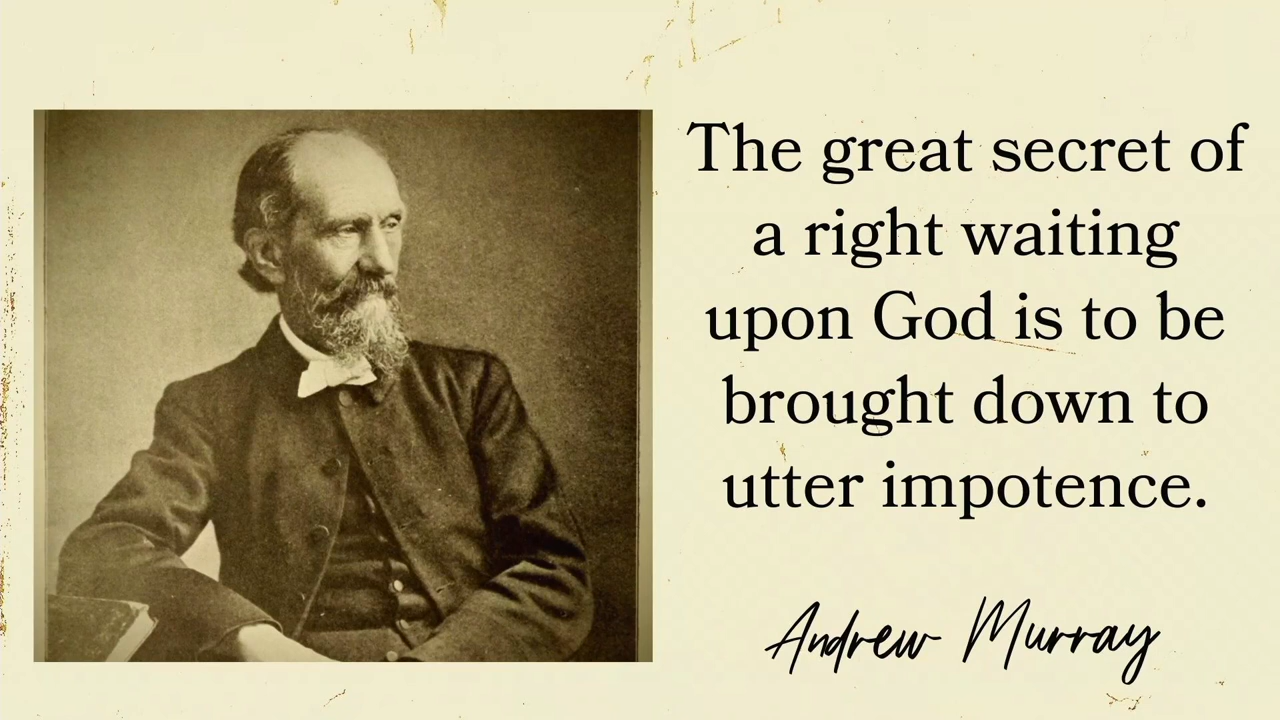 The great secret of
a right waiting
upon God is to be
brought down to
utter impotence.
Andrew Murray